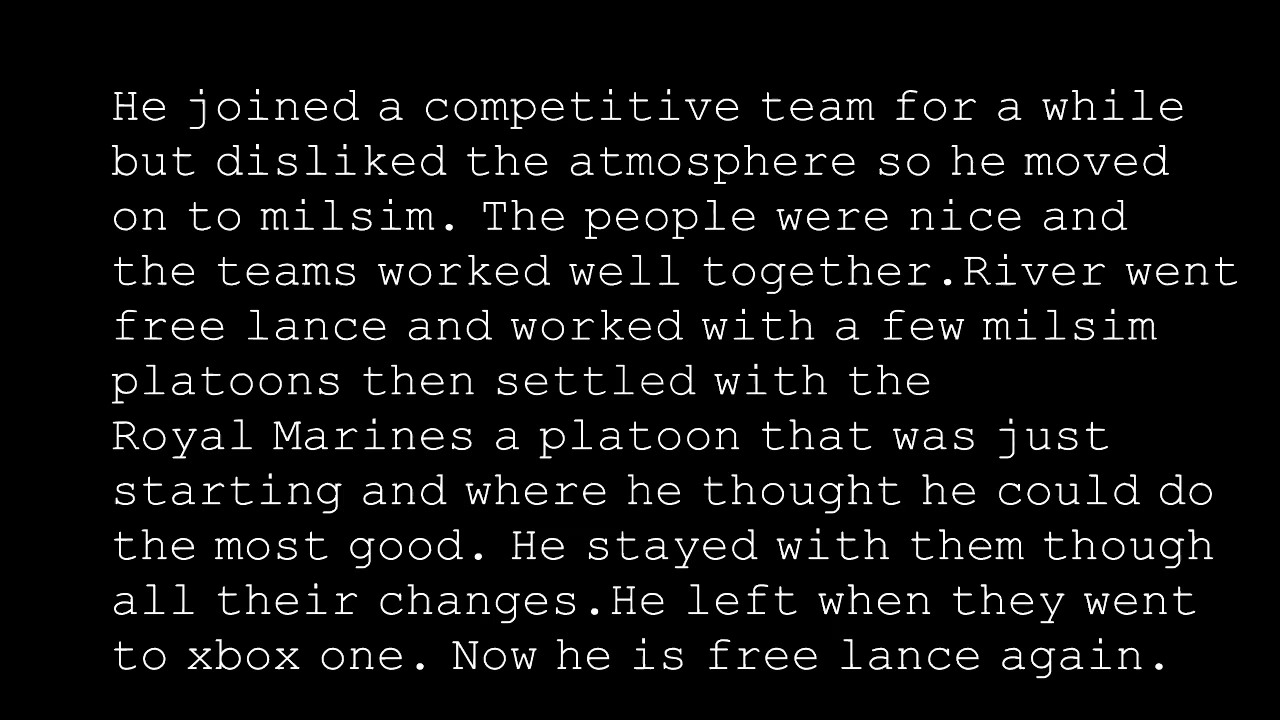 He joined a competitive team for a while
but disliked the atmosphere so he moved
on to milsim. The people were nice and
the teams worked well together.River went
free lance and worked with a few milsim
platoons then settled with the
Royal Marines a platoon that was just
starting and where he thought he could do
the most good. He stayed with them though
all their changes.He left when they went
to xbox one. Now he is free lance again.